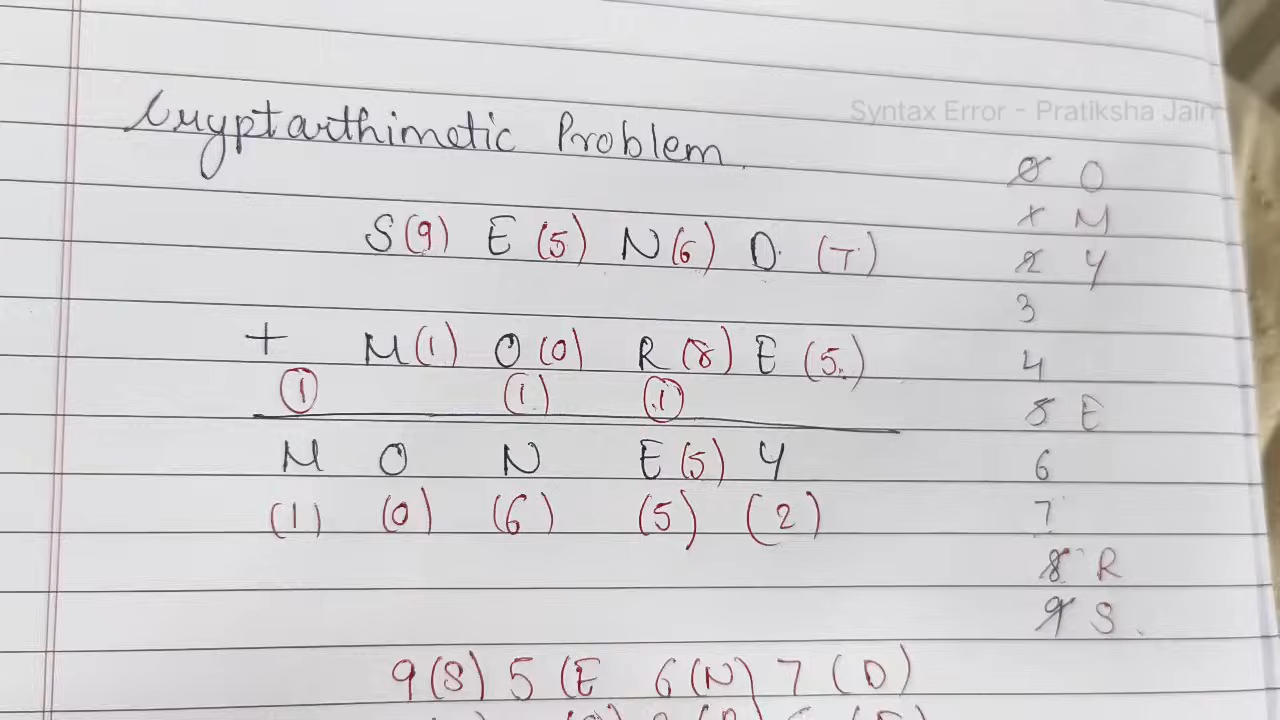 Syntax Error - Pratiksha Jain
Cryptarthimetic Problem.
S(9) E(5) N(6) D. (7)
+ M(1) O(0) R(8) E(5.)
(1) (1.) (.1)
M O N E(5) Y
(1) (0) (6) (5) (2)
0 O
1 M
2 Y
3
4
5 E
6
7
8 R
9 S.
9(S) 5(E 6(N) 7(D)